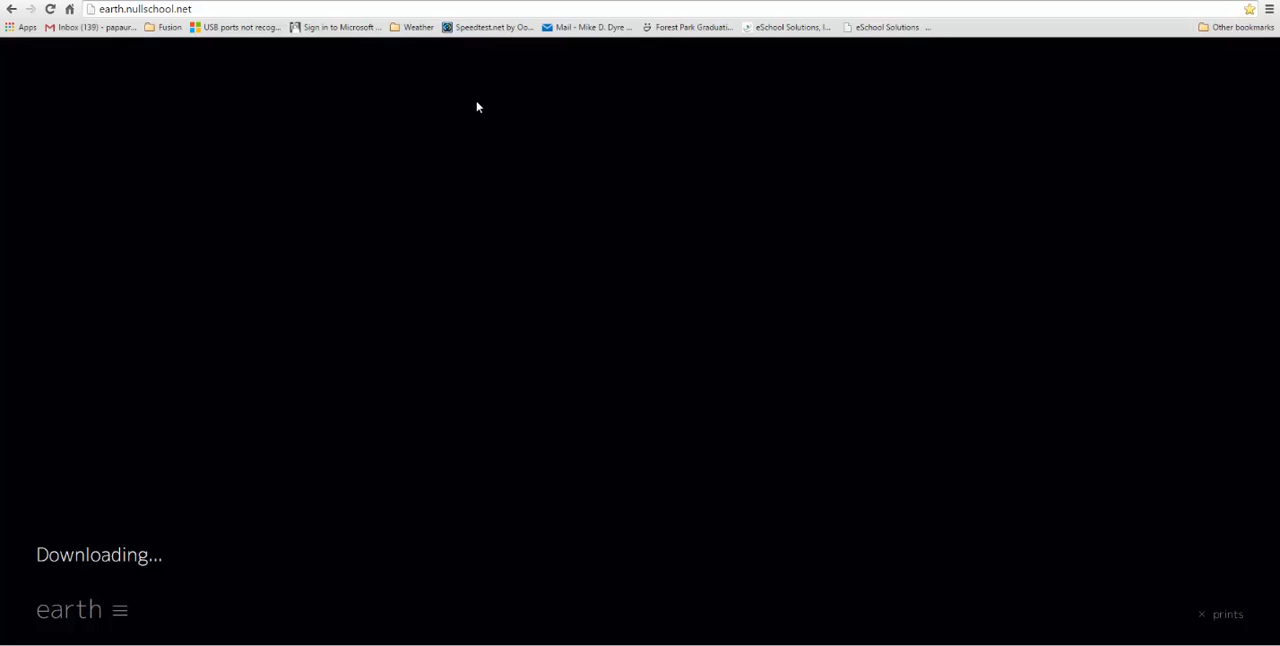 earth.nullschool.net
Apps Inbox (139) - papaur... Fusion USB ports not recog... Sign in to Microsoft ... Weather Speedtest.net by Oo... Mail - Mike D. Dyre ... Forest Park Graduati... eSchool Solutions, I... eSchool Solutions ... Other bookmarks
Downloading...
earth ≡
× prints